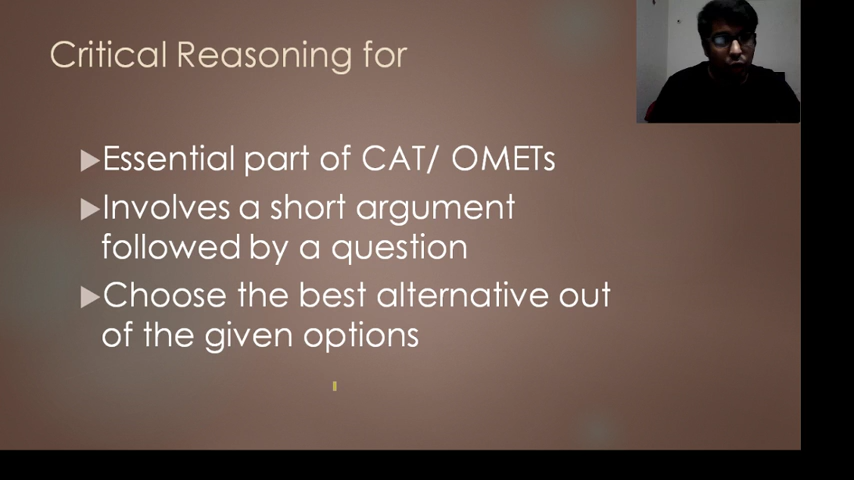 Critical Reasoning for
Essential part of CAT/ OMETs
Involves a short argument
followed by a question
Choose the best alternative out
of the given options